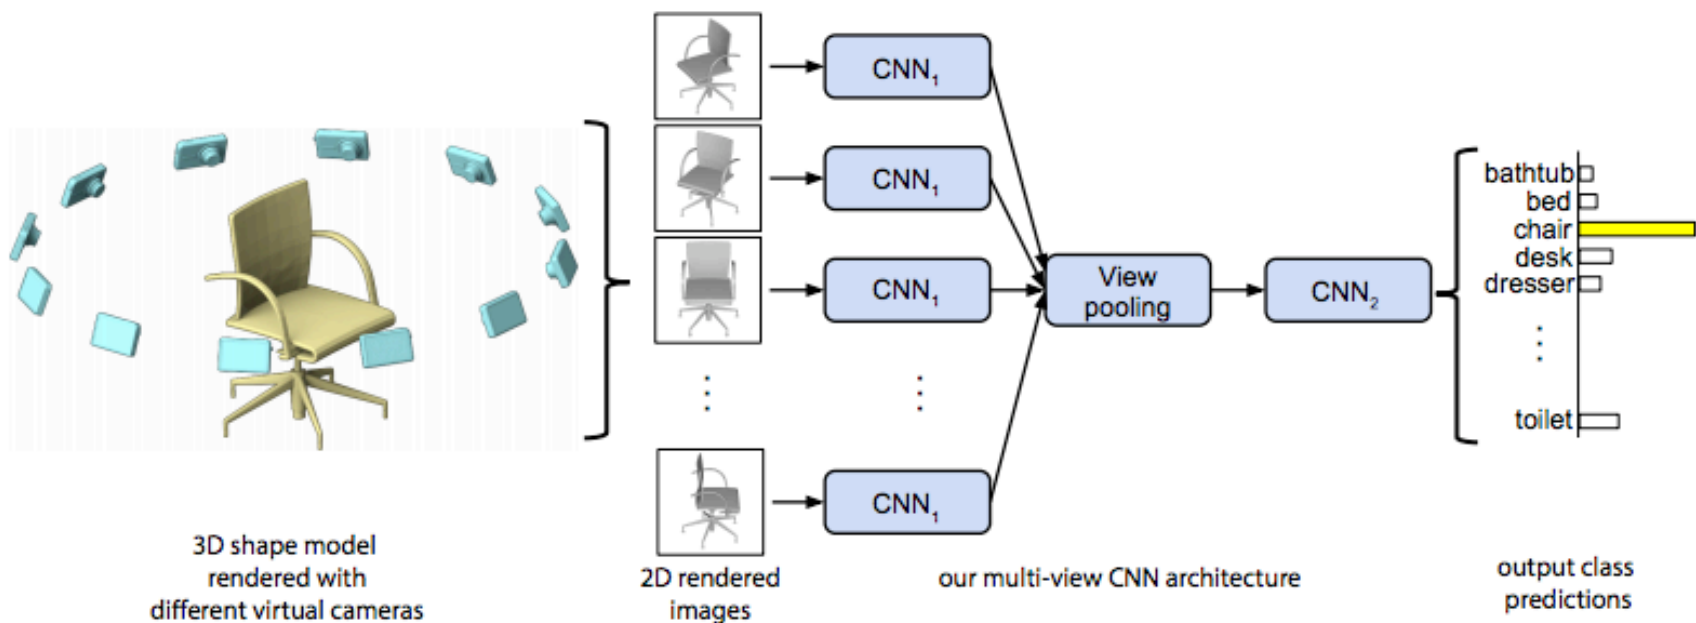 CNN₁
CNN₁
CNN₁
CNN₁
View
pooling
CNN₂
bathtub
bed
chair
desk
dresser
toilet
3D shape model
rendered with
different virtual cameras
2D rendered
images
our multi-view CNN architecture
output class
predictions